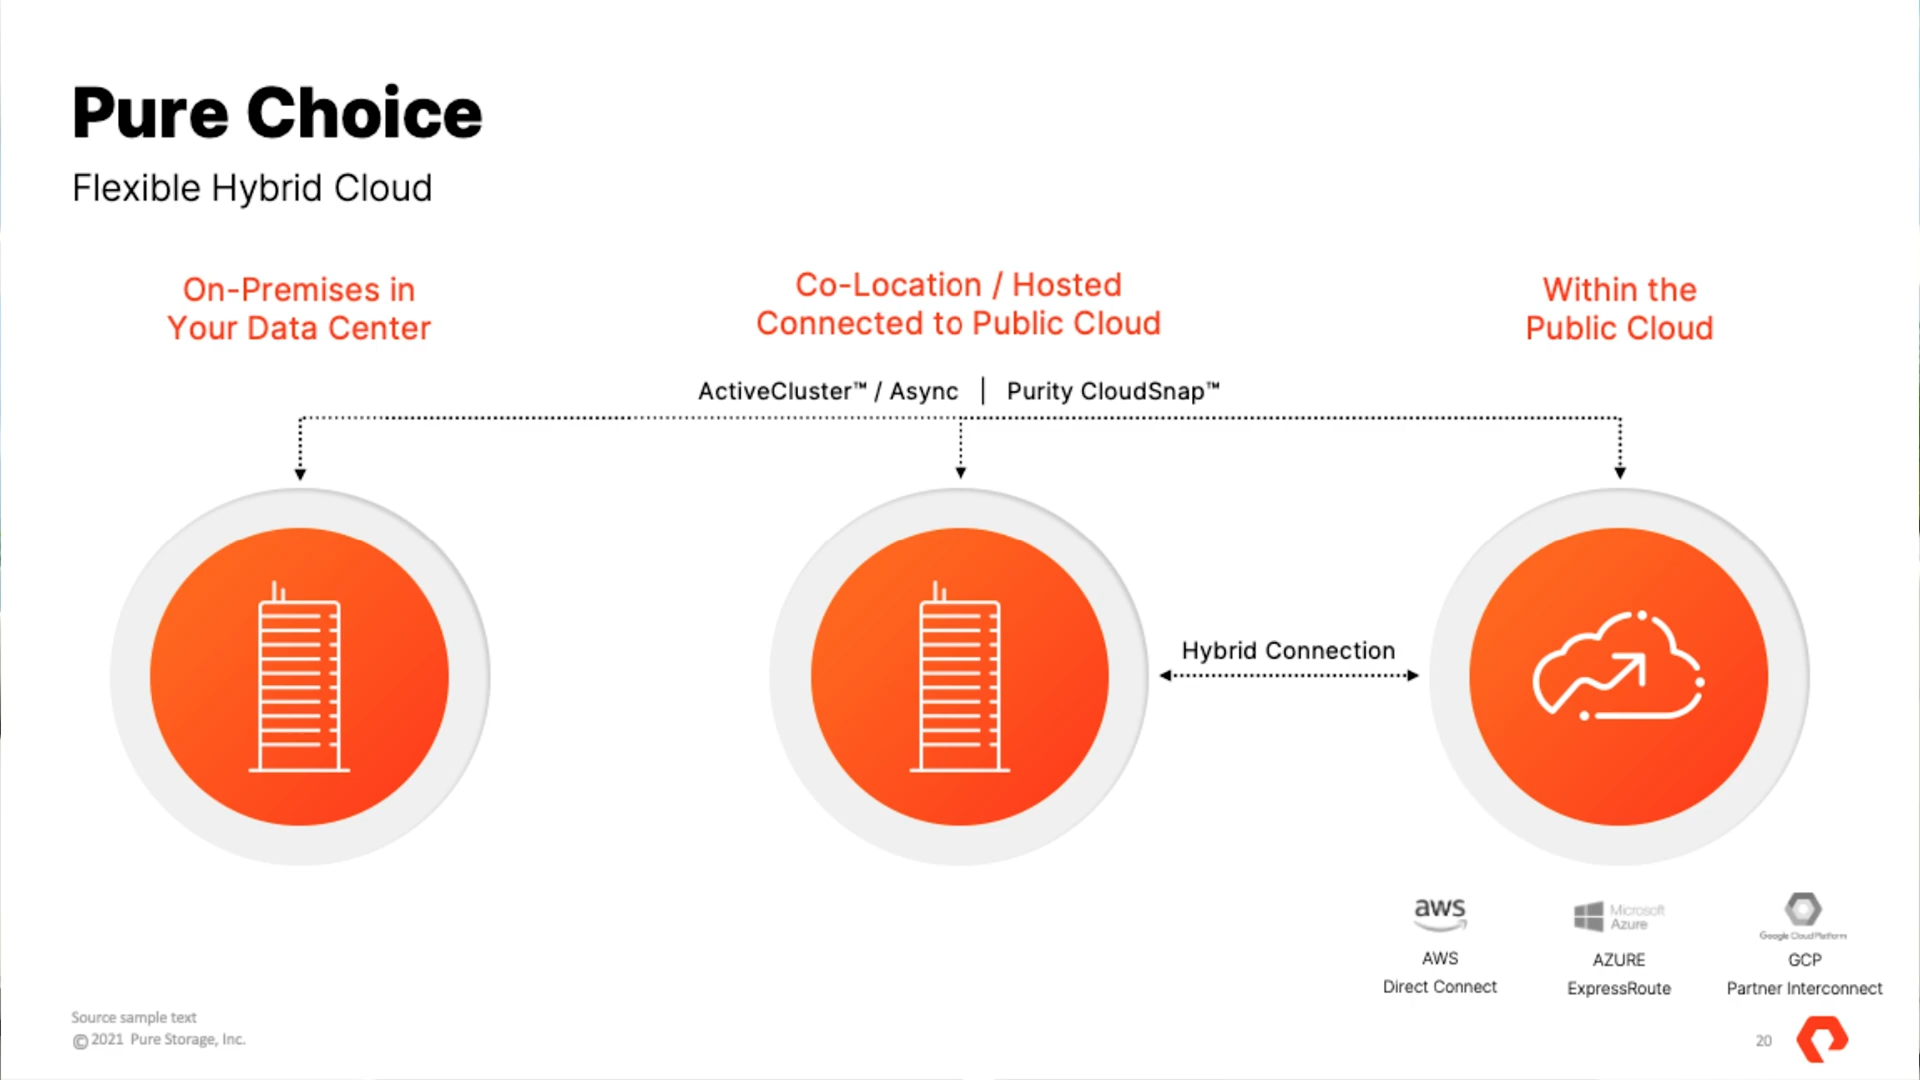 Pure Choice
Flexible Hybrid Cloud
On-Premises in
Your Data Center
Co-Location / Hosted
Connected to Public Cloud
Within the
Public Cloud
ActiveCluster™ / Async | Purity CloudSnap™
Hybrid Connection
aws
Microsoft
Azure
Google Cloud Platform
AWS
Direct Connect
AZURE
ExpressRoute
GCP
Partner Interconnect
Source sample text
© 2021 Pure Storage, Inc.
20